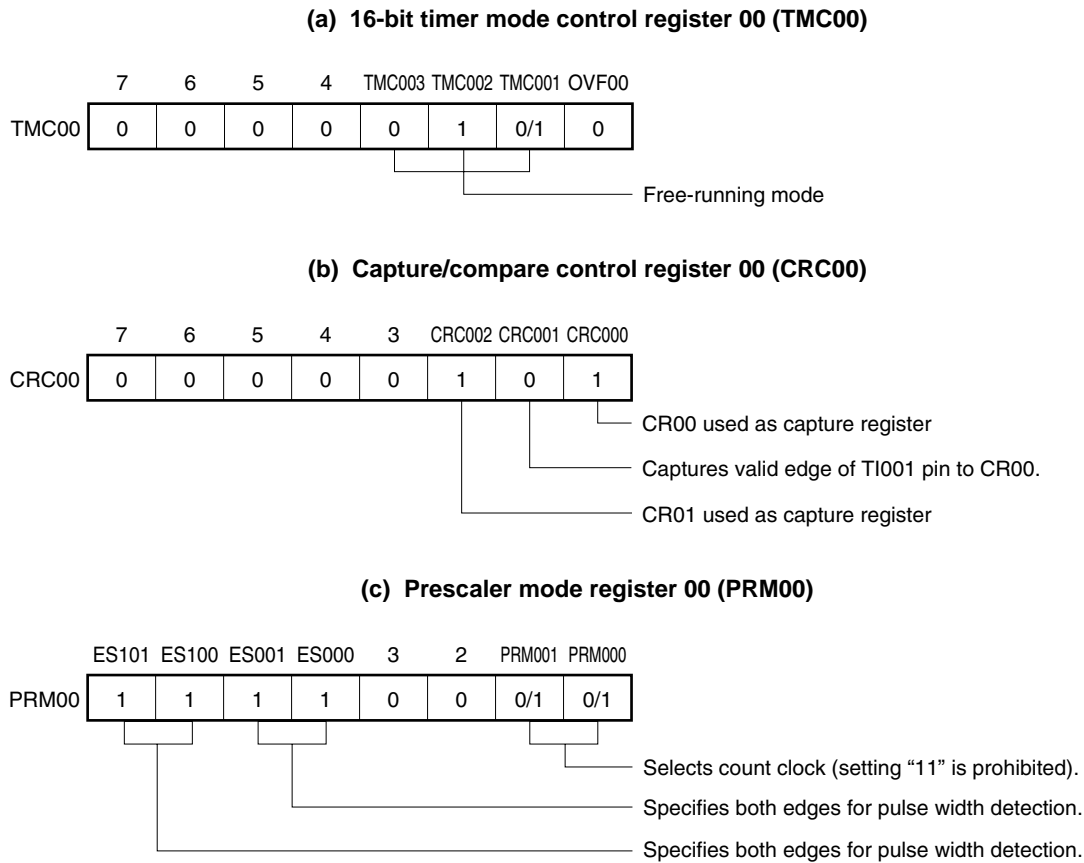 (a) 16-bit timer mode control register 00 (TMC00)
7 6 5 4 TMC003 TMC002 TMC001 OVF00
TMC00 0 0 0 0 0 1 0/1 0
Free-running mode
(b) Capture/compare control register 00 (CRC00)
7 6 5 4 3 CRC002 CRC001 CRC000
CRC00 0 0 0 0 0 1 0 1
CR00 used as capture register
Captures valid edge of TI001 pin to CR00.
CR01 used as capture register
(c) Prescaler mode register 00 (PRM00)
ES101 ES100 ES001 ES000 3 2 PRM001 PRM000
PRM00 1 1 1 1 0 0 0/1 0/1
Selects count clock (setting “11” is prohibited).
Specifies both edges for pulse width detection.
Specifies both edges for pulse width detection.